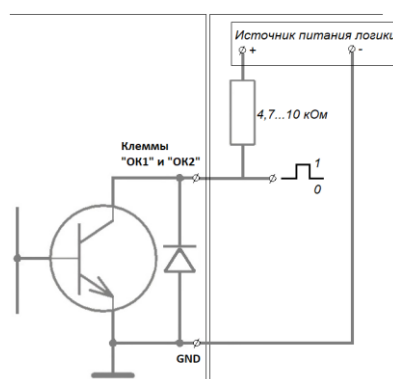 Источник питания логики
+ -
4,7...10 кОм
Клеммы
"ОК1" и "ОК2"
1
0
GND